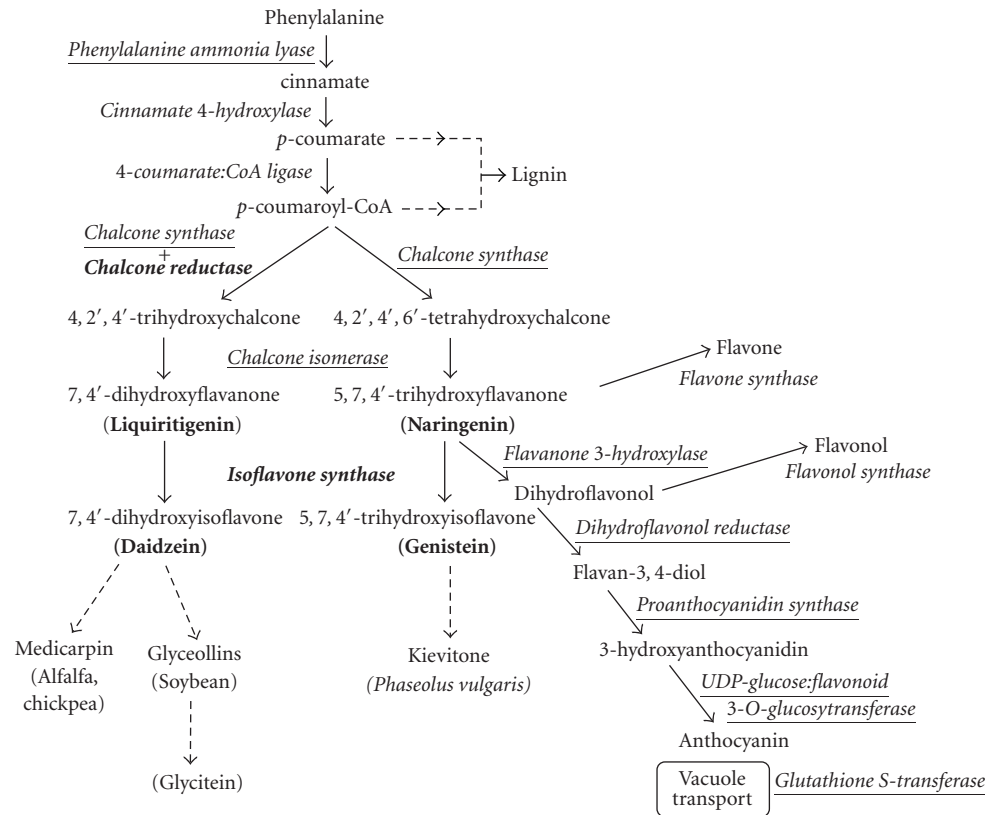 Phenylalanine
Phenylalanine ammonia lyase
cinnamate
Cinnamate 4-hydroxylase
p-coumarate
4-coumarate:CoA ligase
Lignin
p-coumaroyl-CoA
Chalcone synthase
+
Chalcone reductase
Chalcone synthase
4, 2′, 4′-trihydroxychalcone
4, 2′, 4′, 6′-tetrahydroxychalcone
Chalcone isomerase
Flavone
Flavone synthase
7, 4′-dihydroxyflavanone
(Liquiritigenin)
5, 7, 4′-trihydroxyflavanone
(Naringenin)
Flavanone 3-hydroxylase
Flavonol
Flavonol synthase
Isoflavone synthase
Dihydroflavonol
7, 4′-dihydroxyisoflavone
(Daidzein)
5, 7, 4′-trihydroxyisoflavone
(Genistein)
Dihydroflavonol reductase
Flavan-3, 4-diol
Proanthocyanidin synthase
Medicarpin
(Alfalfa,
chickpea)
Glyceollins
(Soybean)
Kievitone
(Phaseolus vulgaris)
3-hydroxyanthocyanidin
UDP-glucose:flavonoid
3-O-glucosytransferase
Anthocyanin
(Glycitein)
Vacuole
transport
Glutathione S-transferase